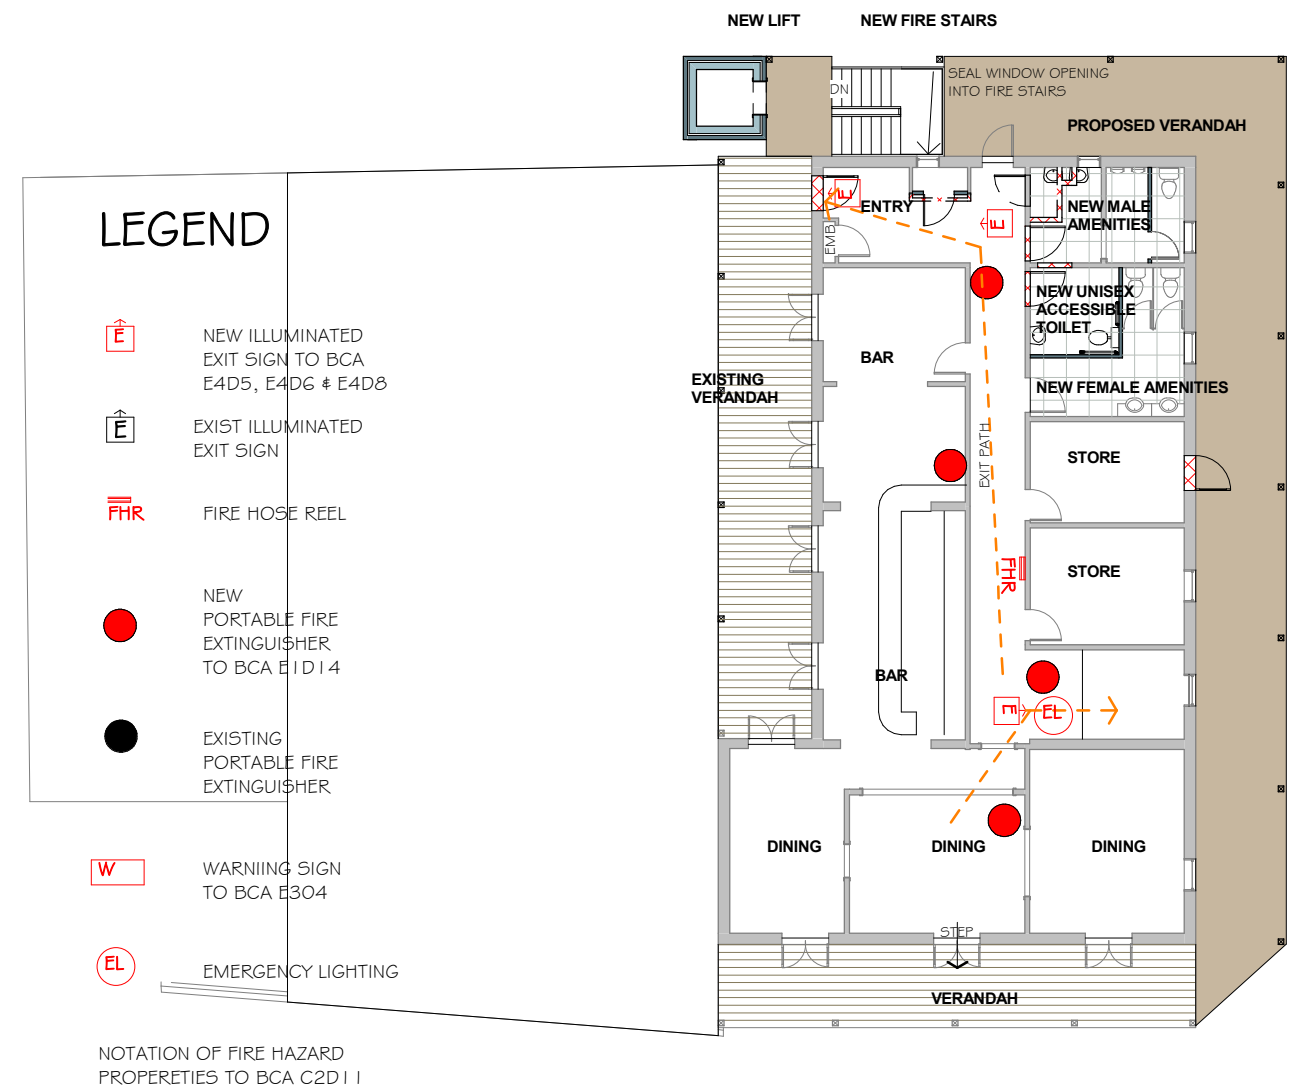 NEW LIFT
NEW FIRE STAIRS
DN
SEAL WINDOW OPENING
INTO FIRE STAIRS
PROPOSED VERANDAH
LEGEND
E
NEW ILLUMINATED
EXIT SIGN TO BCA
E4D5, E4D6 & E4D8
E
EXIST ILLUMINATED
EXIT SIGN
FHR
FIRE HOSE REEL
NEW
PORTABLE FIRE
EXTINGUISHER
TO BCA E1D14
EXISTING
PORTABLE FIRE
EXTINGUISHER
W
WARNIING SIGN
TO BCA E3O4
EL
EMERGENCY LIGHTING
NOTATION OF FIRE HAZARD
PROPERETIES TO BCA C2D11
E
ENTRY
EMB
E
NEW MALE
AMENITIES
NEW UNISEX
ACCESSIBLE
TOILET
BAR
EXISTING
VERANDAH
NEW FEMALE AMENITIES
EXIT PATH
STORE
STORE
FHR
BAR
E
EL
DINING
DINING
DINING
STEP
VERANDAH